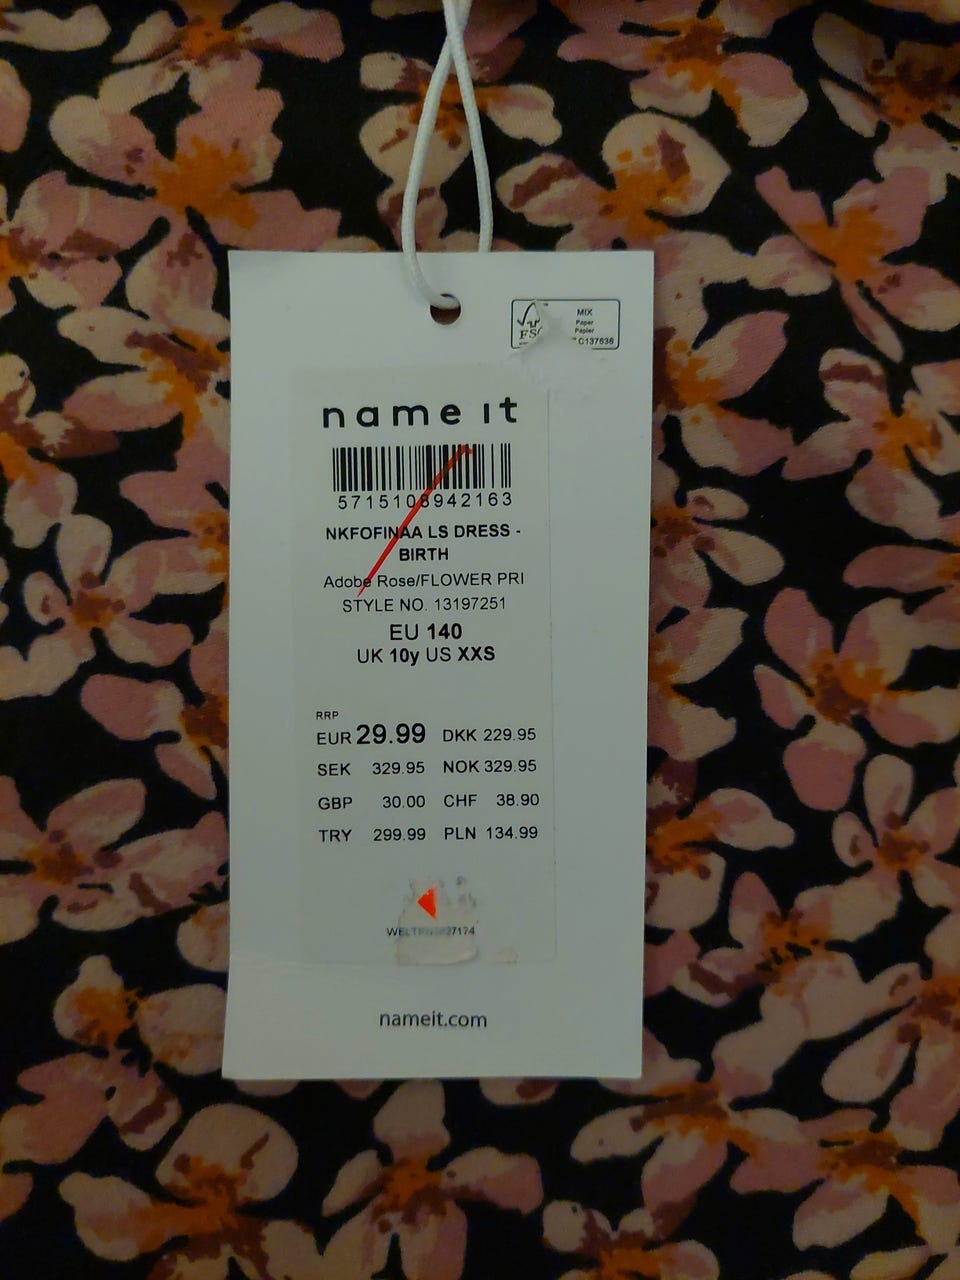 MIX
Paper
Papier
FSC
C137636
name it
5715108942163
NKFOFINAA LS DRESS -
BIRTH
Adobe Rose/FLOWER PRI
STYLE NO. 13197251
EU 140
UK 10y US XXS
RRP
EUR 29.99 DKK 229.95
SEK 329.95 NOK 329.95
GBP 30.00 CHF 38.90
TRY 299.99 PLN 134.99
nameit.com